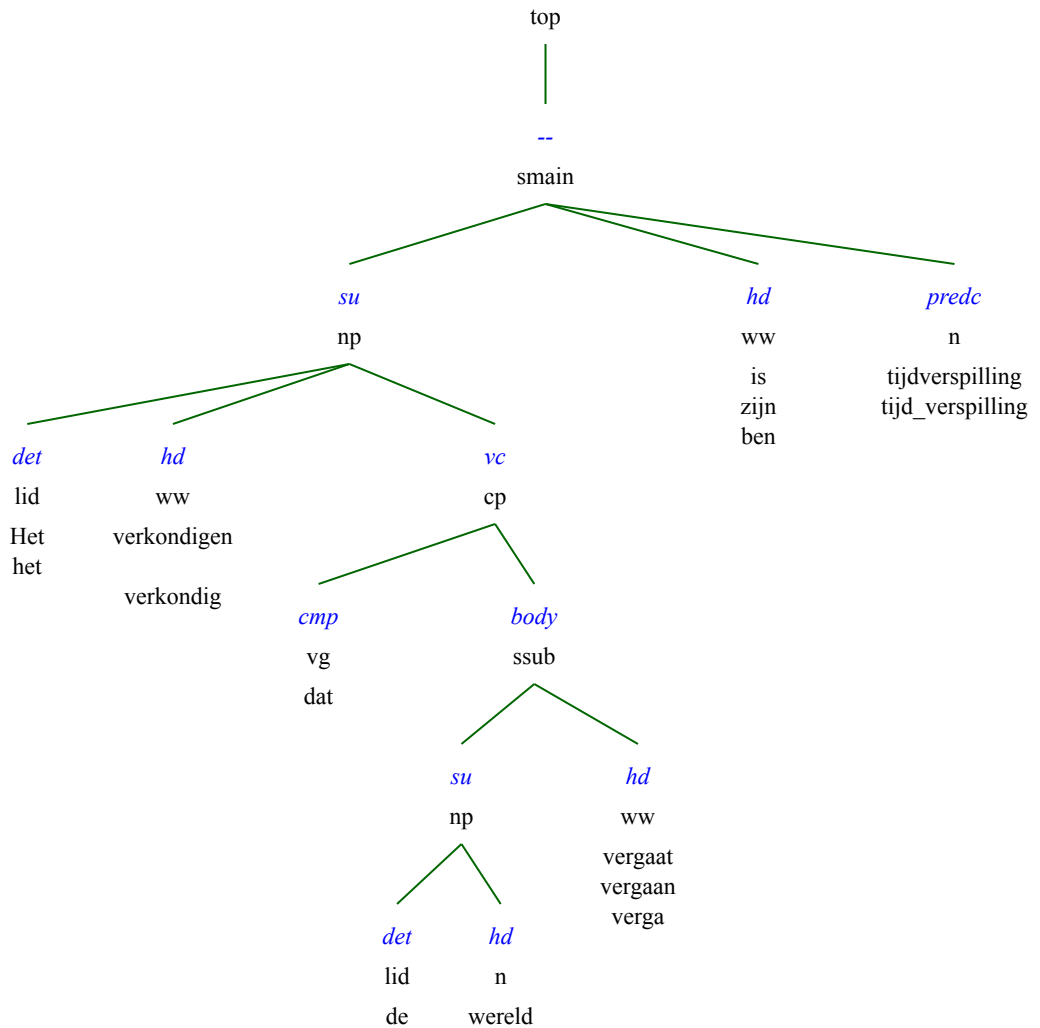 top
--
smain
su hd predc
np ww n
is tijdverspilling
zijn tijd_verspilling
ben
det hd vc
lid ww cp
Het verkondigen
het
verkondig
cmp body
vg ssub
dat
su hd
np ww
vergaat
vergaan
verga
det hd
lid n
de wereld